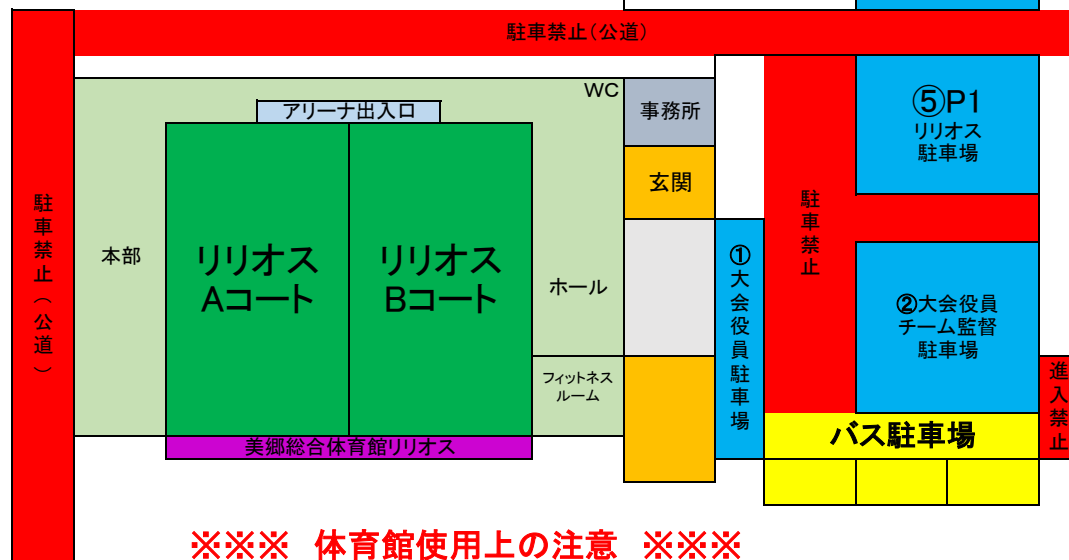 駐車禁止(公道)
WC
事務所
⑤P1
リリオス
駐車場
アリーナ出入口
玄関
駐車禁止(公道)
本部
リリオス
Aコート
リリオス
Bコート
ホール
①大会役員駐車場
駐車禁止
②大会役員
チーム監督
駐車場
フィットネス
ルーム
進入禁止
バス駐車場
美郷総合体育館リリオス
※※※ 体育館使用上の注意 ※※※